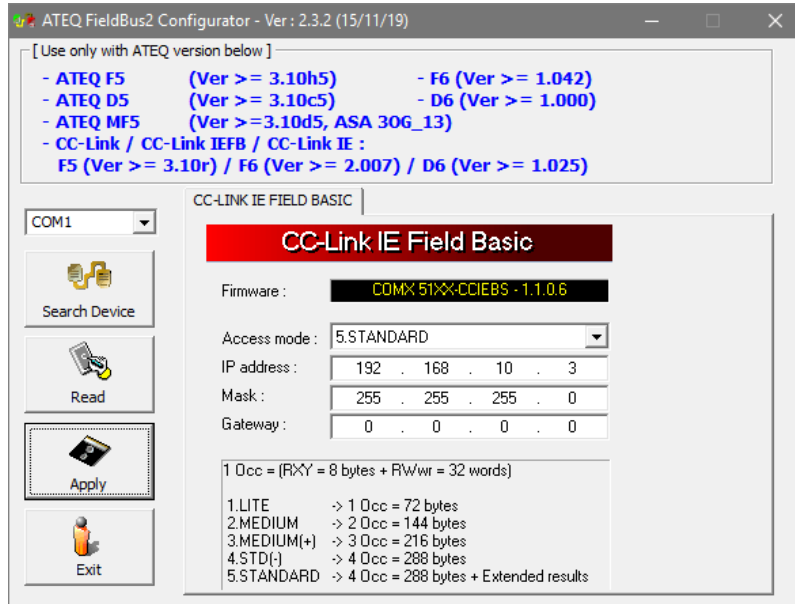 ATEQ FieldBus2 Configurator - Ver : 2.3.2 (15/11/19)
[ Use only with ATEQ version below ]
- ATEQ F5 (Ver >= 3.10h5) - F6 (Ver >= 1.042)
- ATEQ D5 (Ver >= 3.10c5) - D6 (Ver >= 1.000)
- ATEQ MF5 (Ver >=3.10d5, ASA 30G_13)
- CC-Link / CC-Link IEFB / CC-Link IE :
F5 (Ver >= 3.10r) / F6 (Ver >= 2.007) / D6 (Ver >= 1.025)
COM1
Search Device
Read
Apply
Exit
CC-LINK IE FIELD BASIC
CC-Link IE Field Basic
Firmware : COMX 51XX-CCIEBS - 1.1.0.6
Access mode : 5.STANDARD
IP address : 192 . 168 . 10 . 3
Mask : 255 . 255 . 255 . 0
Gateway : 0 . 0 . 0 . 0
1 Occ = (RXY = 8 bytes + RWwr = 32 words)
1.LITE -> 1 Occ = 72 bytes
2.MEDIUM -> 2 Occ = 144 bytes
3.MEDIUM(+) -> 3 Occ = 216 bytes
4.STD(-) -> 4 Occ = 288 bytes
5.STANDARD -> 4 Occ = 288 bytes + Extended results